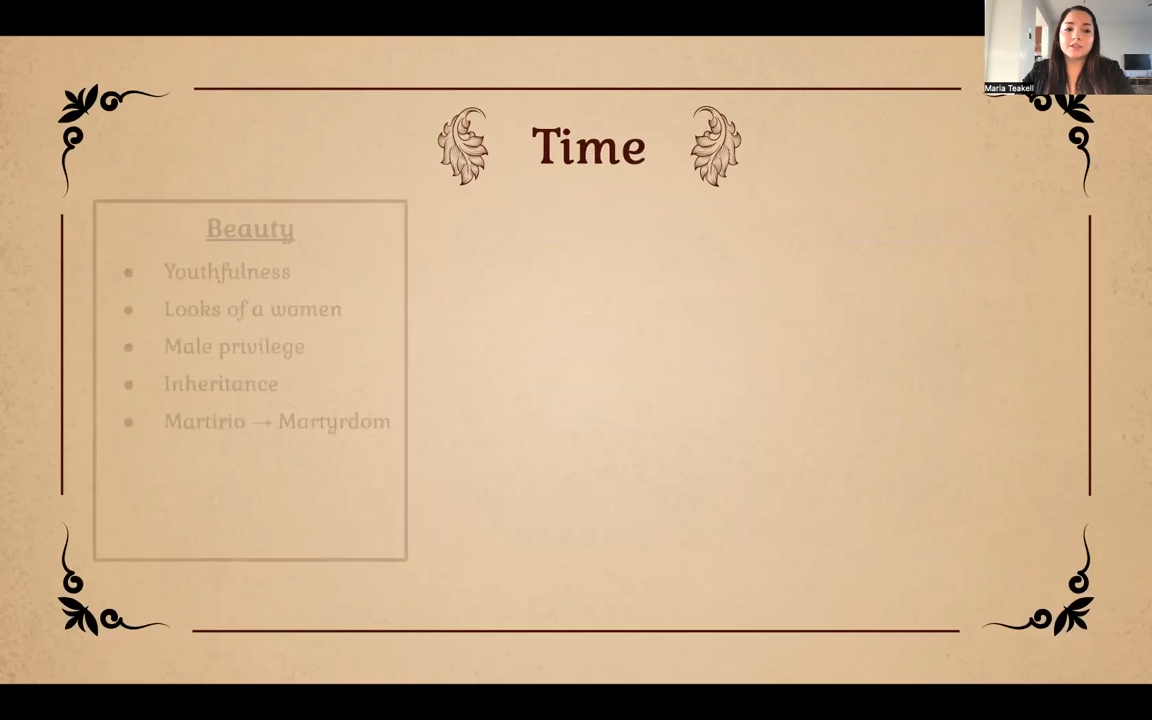 Maria Teakell
Time
Beauty
Youthfulness
Looks of a women
Male privilege
Inheritance
Martirio → Martyrdom